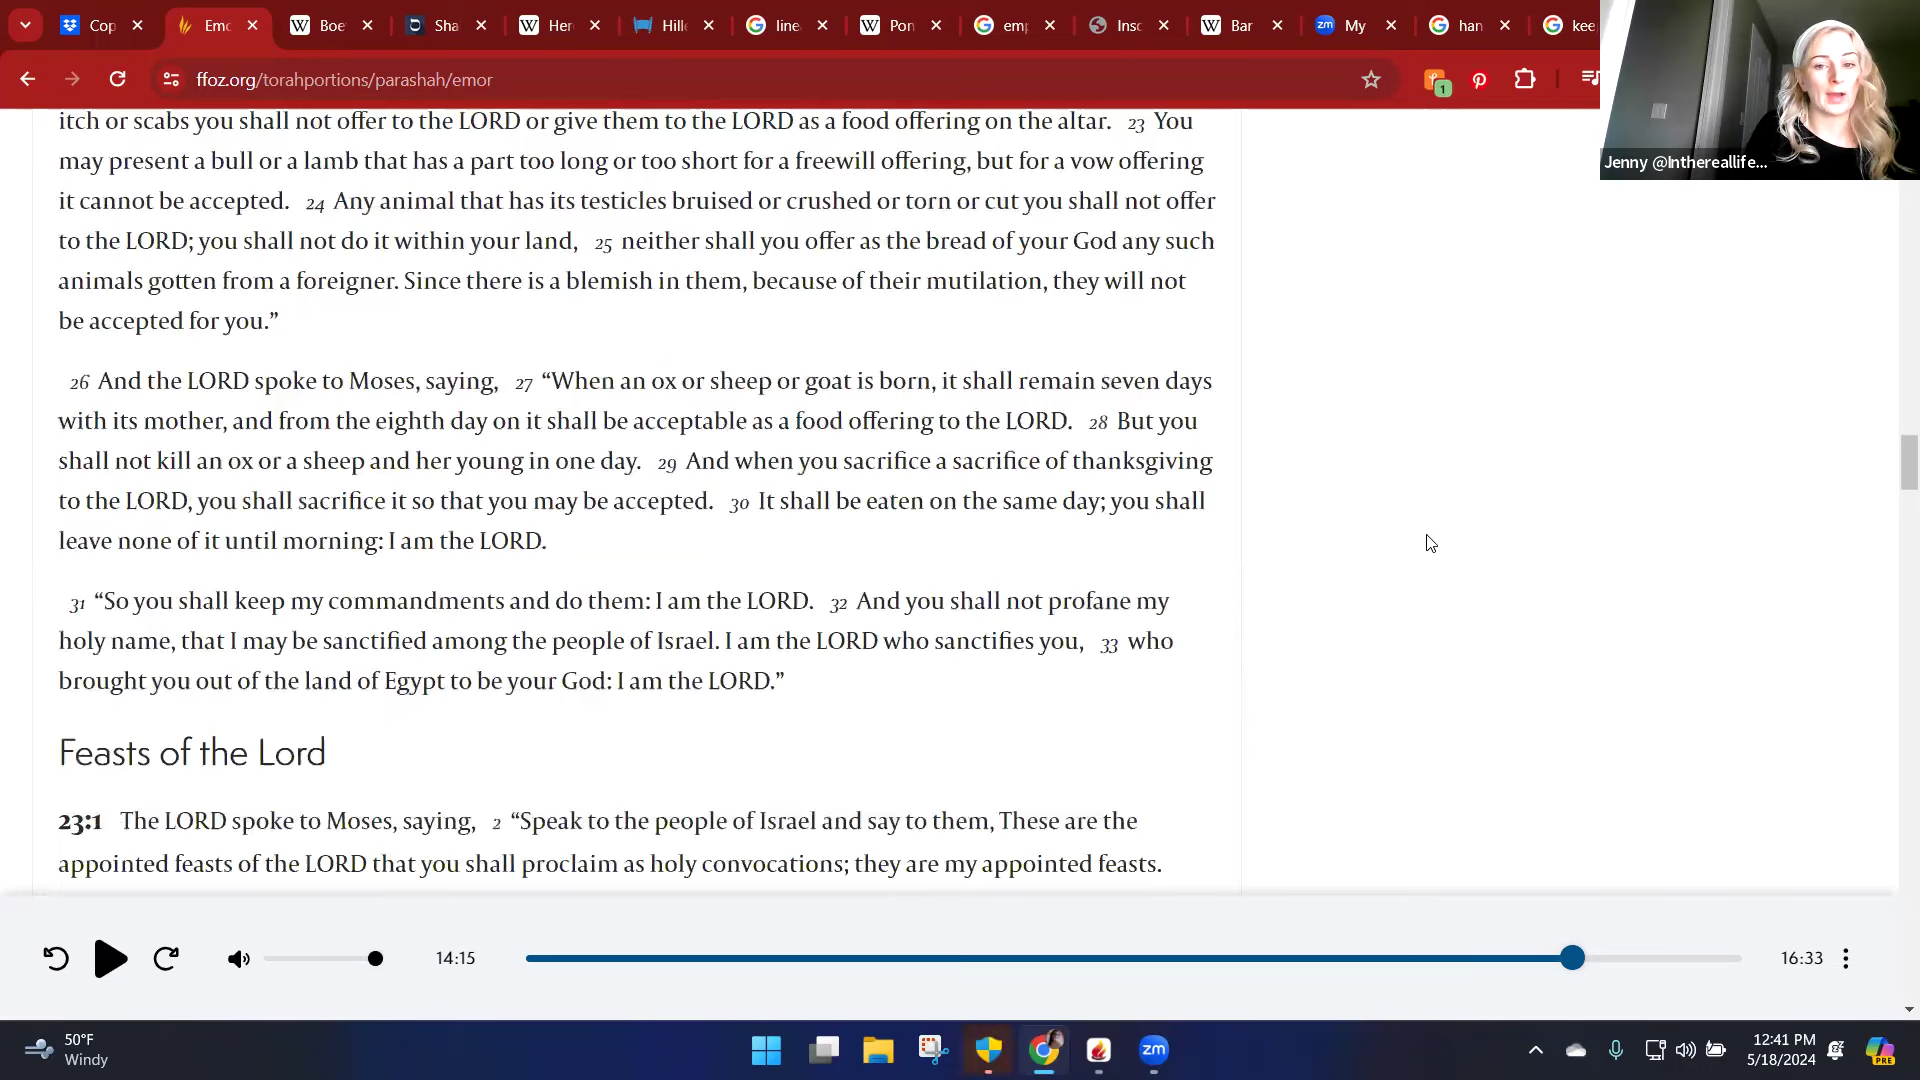 Cop
Emo
Boe
Sha
Her
Hille
line
Pon
emp
Insc
Bar
My
han
kee
ffoz.org/torahportions/parashah/emor
1
Jenny @Inthereallife...
itch or scabs you shall not offer to the LORD or give them to the LORD as a food offering on the altar. 23 You
may present a bull or a lamb that has a part too long or too short for a freewill offering, but for a vow offering
it cannot be accepted. 24 Any animal that has its testicles bruised or crushed or torn or cut you shall not offer
to the LORD; you shall not do it within your land, 25 neither shall you offer as the bread of your God any such
animals gotten from a foreigner. Since there is a blemish in them, because of their mutilation, they will not
be accepted for you.”
26 And the LORD spoke to Moses, saying, 27 “When an ox or sheep or goat is born, it shall remain seven days
with its mother, and from the eighth day on it shall be acceptable as a food offering to the LORD. 28 But you
shall not kill an ox or a sheep and her young in one day. 29 And when you sacrifice a sacrifice of thanksgiving
to the LORD, you shall sacrifice it so that you may be accepted. 30 It shall be eaten on the same day; you shall
leave none of it until morning: I am the LORD.
31 “So you shall keep my commandments and do them: I am the LORD. 32 And you shall not profane my
holy name, that I may be sanctified among the people of Israel. I am the LORD who sanctifies you, 33 who
brought you out of the land of Egypt to be your God: I am the LORD.”
Feasts of the Lord
23:1 The LORD spoke to Moses, saying, 2 “Speak to the people of Israel and say to them, These are the
appointed feasts of the LORD that you shall proclaim as holy convocations; they are my appointed feasts.
14:15
16:33
50°F
Windy
zm
12:41 PM
5/18/2024
PRE